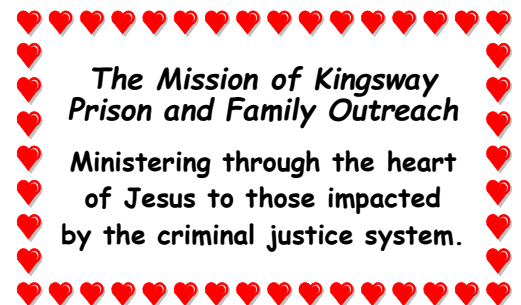 The Mission of Kingsway
Prison and Family Outreach
Ministering through the heart
of Jesus to those impacted
by the criminal justice system.